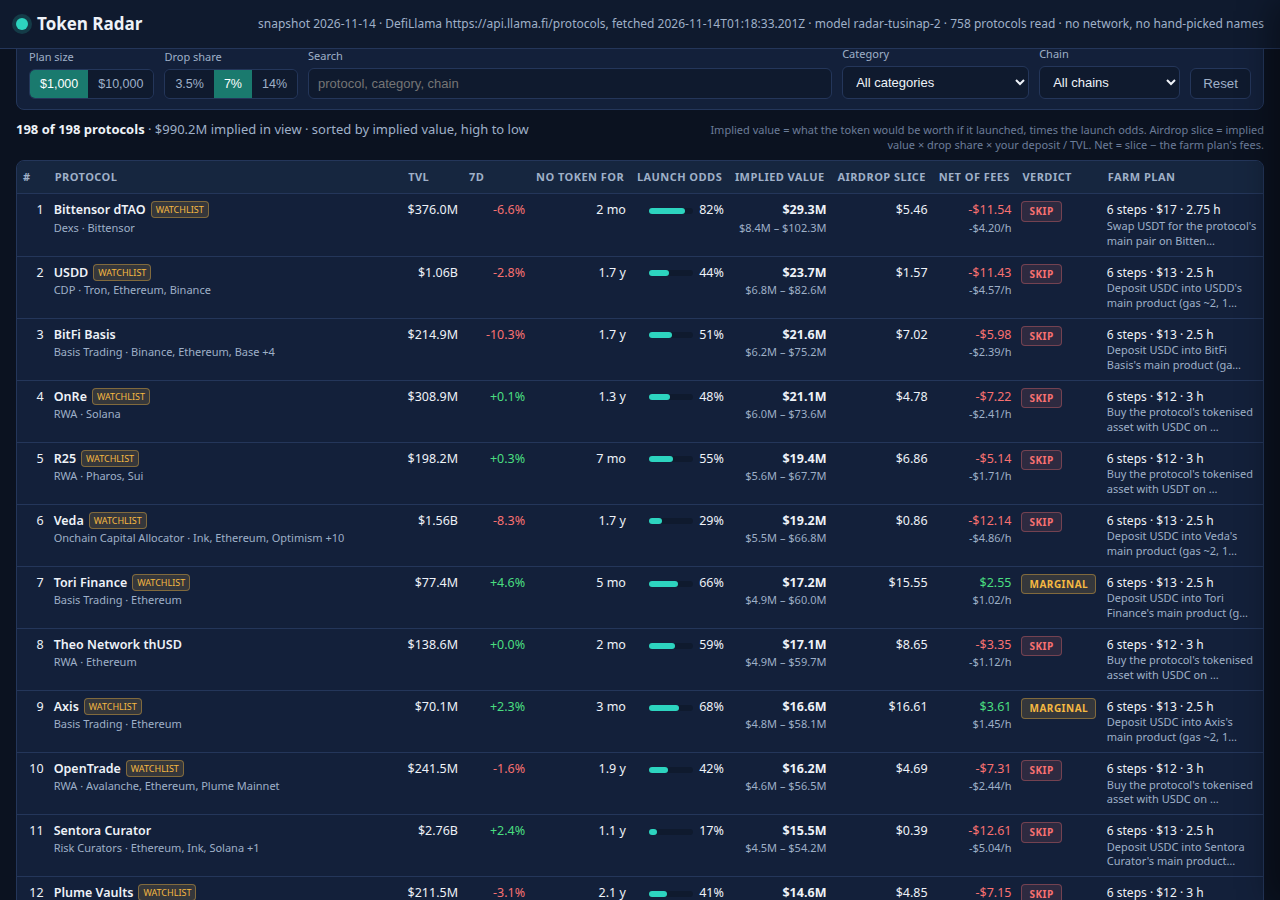 Token Radar
snapshot 2026-11-14 · DefiLlama https://api.llama.fi/protocols, fetched 2026-11-14T01:18:33.201Z · model radar-tusinap-2 · 758 protocols read · no network, no hand-picked names
Plan size
Drop share
Search
Category
Chain
$1,000 $10,000
3.5% 7% 14%
protocol, category, chain
All categories
All chains
Reset
198 of 198 protocols · $990.2M implied in view · sorted by implied value, high to low
Implied value = what the token would be worth if it launched, times the launch odds. Airdrop slice = implied
value × drop share × your deposit / TVL. Net = slice − the farm plan's fees.
# PROTOCOL TVL 7D NO TOKEN FOR LAUNCH ODDS IMPLIED VALUE AIRDROP SLICE NET OF FEES VERDICT FARM PLAN
1 Bittensor dTAO WATCHLIST $376.0M -6.6% 2 mo 82% $29.3M $5.46 -$11.54 SKIP 6 steps · $17 · 2.75 h
Dexs · Bittensor $8.4M – $102.3M -$4.20/h Swap USDT for the protocol's
main pair on Bitten...
2 USDD WATCHLIST $1.06B -2.8% 1.7 y 44% $23.7M $1.57 -$11.43 SKIP 6 steps · $13 · 2.5 h
CDP · Tron, Ethereum, Binance $6.8M – $82.6M -$4.57/h Deposit USDC into USDD's
main product (gas ~2, 1...
3 BitFi Basis $214.9M -10.3% 1.7 y 51% $21.6M $7.02 -$5.98 SKIP 6 steps · $13 · 2.5 h
Basis Trading · Binance, Ethereum, Base +4 $6.2M – $75.2M -$2.39/h Deposit USDC into BitFi
Basis's main product (ga...
4 OnRe WATCHLIST $308.9M +0.1% 1.3 y 48% $21.1M $4.78 -$7.22 SKIP 6 steps · $12 · 3 h
RWA · Solana $6.0M – $73.6M -$2.41/h Buy the protocol's tokenised
asset with USDC on ...
5 R25 WATCHLIST $198.2M +0.3% 7 mo 55% $19.4M $6.86 -$5.14 SKIP 6 steps · $12 · 3 h
RWA · Pharos, Sui $5.6M – $67.7M -$1.71/h Buy the protocol's tokenised
asset with USDT on ...
6 Veda WATCHLIST $1.56B -8.3% 1.7 y 29% $19.2M $0.86 -$12.14 SKIP 6 steps · $13 · 2.5 h
Onchain Capital Allocator · Ink, Ethereum, Optimism +10 $5.5M – $66.8M -$4.86/h Deposit USDC into Veda's
main product (gas ~2, 1...
7 Tori Finance WATCHLIST $77.4M +4.6% 5 mo 66% $17.2M $15.55 $2.55 MARGINAL 6 steps · $13 · 2.5 h
Basis Trading · Ethereum $4.9M – $60.0M $1.02/h Deposit USDC into Tori
Finance's main product (g...
8 Theo Network thUSD $138.6M +0.0% 2 mo 59% $17.1M $8.65 -$3.35 SKIP 6 steps · $12 · 3 h
RWA · Ethereum $4.9M – $59.7M -$1.12/h Buy the protocol's tokenised
asset with USDC on ...
9 Axis WATCHLIST $70.1M +2.3% 3 mo 68% $16.6M $16.61 $3.61 MARGINAL 6 steps · $13 · 2.5 h
Basis Trading · Ethereum $4.8M – $58.1M $1.45/h Deposit USDC into Axis's
main product (gas ~2, 1...
10 OpenTrade WATCHLIST $241.5M -1.6% 1.9 y 42% $16.2M $4.69 -$7.31 SKIP 6 steps · $12 · 3 h
RWA · Avalanche, Ethereum, Plume Mainnet $4.6M – $56.5M -$2.44/h Buy the protocol's tokenised
asset with USDC on ...
11 Sentora Curator $2.76B +2.4% 1.1 y 17% $15.5M $0.39 -$12.61 SKIP 6 steps · $13 · 2.5 h
Risk Curators · Ethereum, Ink, Solana +1 $4.5M – $54.2M -$5.04/h Deposit USDC into Sentora
Curator's main product...
12 Plume Vaults WATCHLIST $211.5M -3.1% 2.1 y 41% $14.6M $4.85 -$7.15 SKIP 6 steps · $12 · 3 h